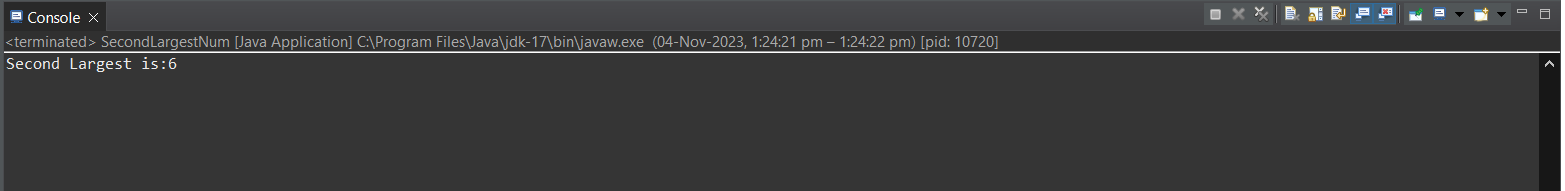 Console
<terminated> SecondLargestNum [Java Application] C:\Program Files\Java\jdk-17\bin\javaw.exe (04-Nov-2023, 1:24:21 pm – 1:24:22 pm) [pid: 10720]
Second Largest is:6